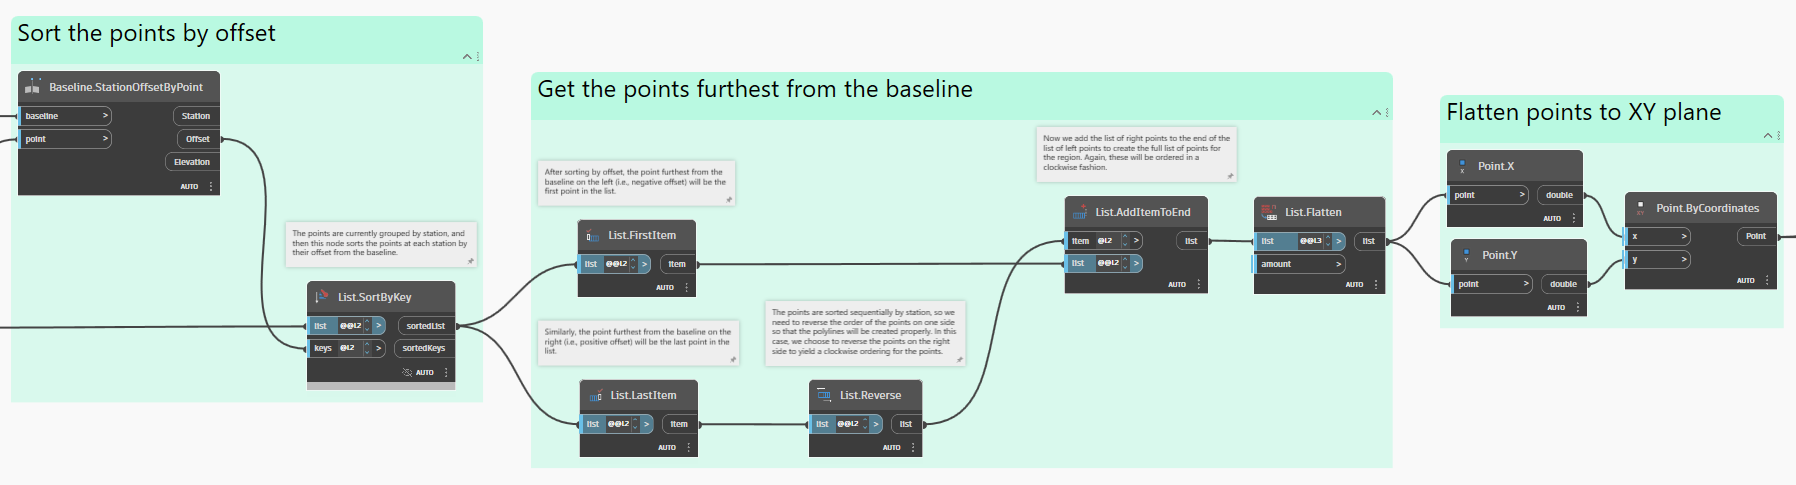 Sort the points by offset
Baseline.StationOffsetByPoint
baseline >
Station
point >
Offset
Elevation
AUTO
The points are currently grouped by station, and
then this node sorts the points at each station by
their offset from the baseline.
List.SortByKey
list @@L2 >
sortedList
keys @L2 >
sortedKeys
AUTO
Get the points furthest from the baseline
After sorting by offset, the point furthest from the
baseline on the left (i.e., negative offset) will be the
first point in the list.
List.FirstItem
list @@L2 >
item
AUTO
Similarly, the point furthest from the baseline on the
right (i.e., positive offset) will be the last point in the
list.
List.LastItem
list @@L2 >
item
AUTO
The points are sorted sequentially by station, so we
need to reverse the order of the points on one side
so that the polylines will be created properly. In this
case, we choose to reverse the points on the right
side to yield a clockwise ordering for the points.
List.Reverse
list @@L2 >
list
AUTO
Now we add the list of right points to the end of the
list of left points to create the full list of points for
the region. Again, these will be ordered in a
clockwise fashion.
List.AddItemToEnd
item @L2 >
list
list @@L2 >
AUTO
List.Flatten
list @@L3 >
list
amount >
AUTO
Flatten points to XY plane
Point.X
point >
double
AUTO
Point.Y
point >
double
AUTO
Point.ByCoordinates
x >
Point
y >
AUTO